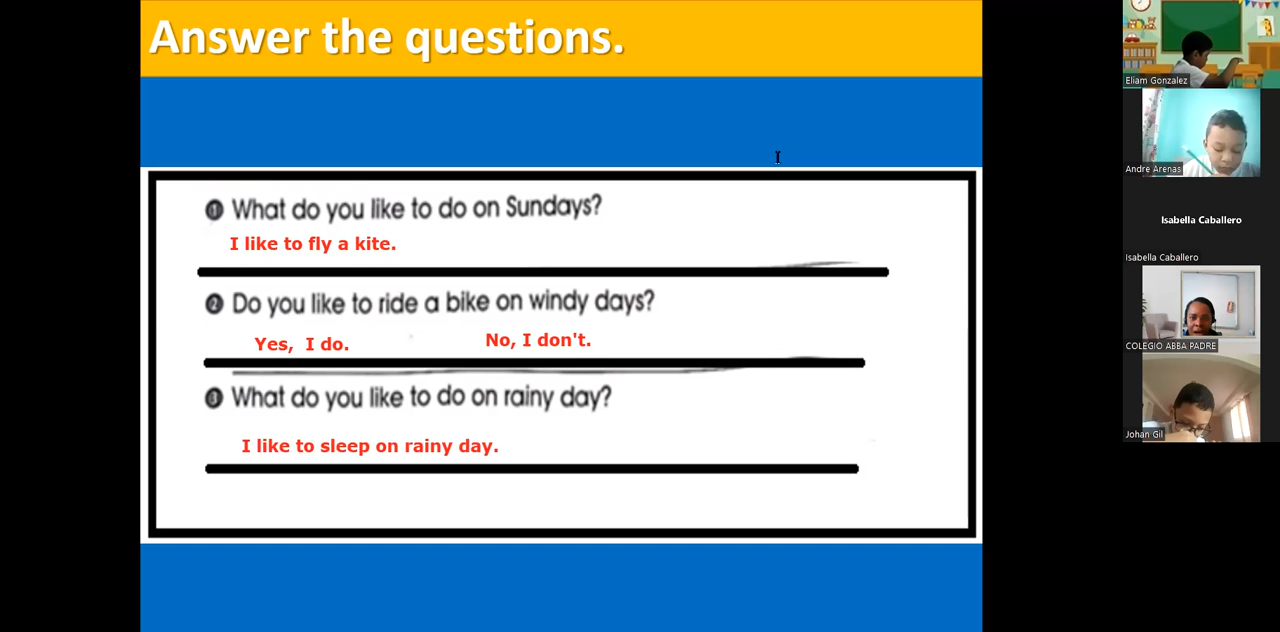 Answer the questions.
1 What do you like to do on Sundays?
I like to fly a kite.
2 Do you like to ride a bike on windy days?
Yes, I do. No, I don't.
3 What do you like to do on rainy day?
I like to sleep on rainy day.
Eliam Gonzalez
Andre Arenas
Isabella Caballero
Isabella Caballero
COLEGIO ABBA PADRE
Johan Gil